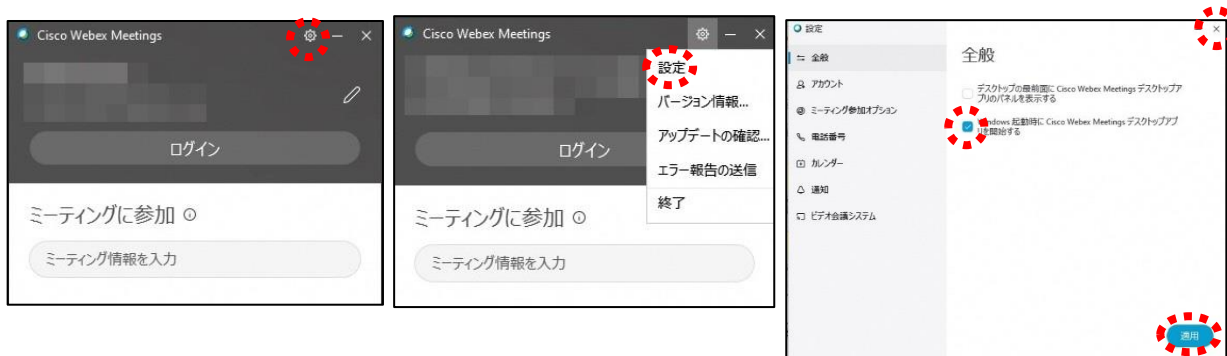 Cisco Webex Meetings
ログイン
ミーティングに参加
ミーティング情報を入力
Cisco Webex Meetings
設定
バージョン情報...
アップデートの確認...
エラー報告の送信
終了
ログイン
ミーティングに参加
ミーティング情報を入力
設定
全般
アカウント
ミーティング参加オプション
電話番号
カレンダー
通知
ビデオ会議システム
全般
デスクトップの最前面に Cisco Webex Meetings デスクトップア
プリのパネルを表示する
Windows 起動時に Cisco Webex Meetings デスクトップアプ
リを開始する
適用